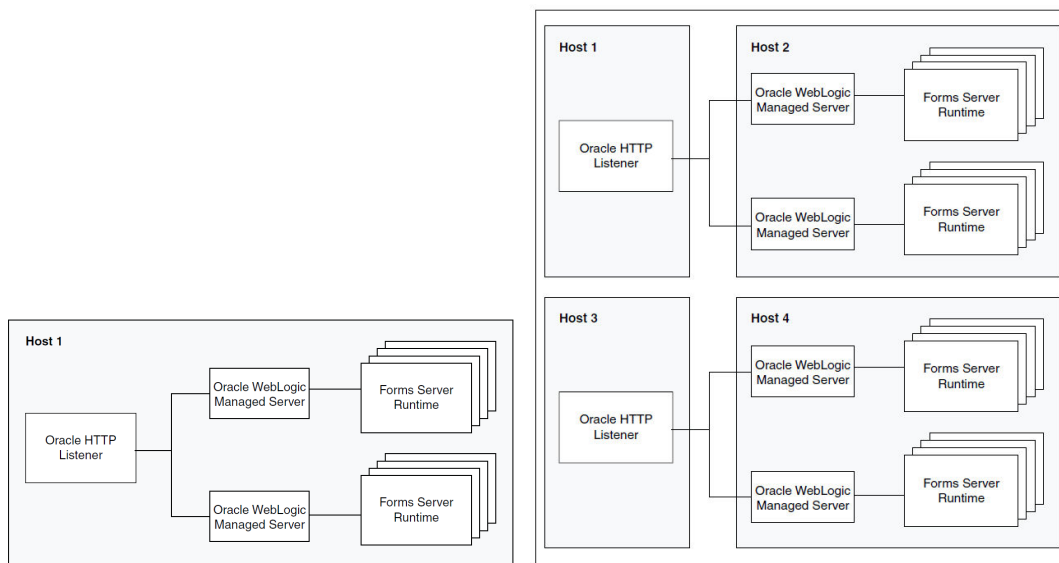 Host 1
Oracle HTTP
Listener
Oracle WebLogic
Managed Server
Forms Server
Runtime
Oracle WebLogic
Managed Server
Forms Server
Runtime
Host 1
Oracle HTTP
Listener
Host 2
Oracle WebLogic
Managed Server
Forms Server
Runtime
Oracle WebLogic
Managed Server
Forms Server
Runtime
Host 3
Oracle HTTP
Listener
Host 4
Oracle WebLogic
Managed Server
Forms Server
Runtime
Oracle WebLogic
Managed Server
Forms Server
Runtime